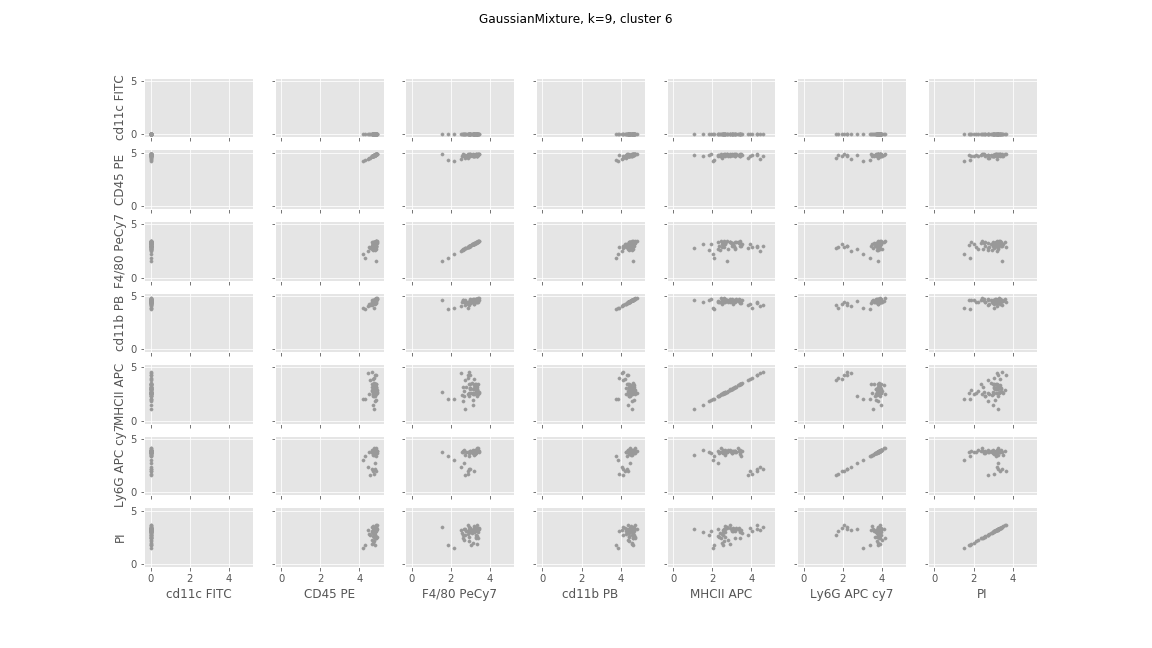 GaussianMixture, k=9, cluster 6
cd11c FITC
5
0
CD45 PE
5
0
F4/80 PeCy7
5
0
cd11b PB
5
0
MHCII APC
5
0
Ly6G APC cy7
5
0
PI
5
0
0 2 4 0 2 4 0 2 4 0 2 4 0 2 4 0 2 4 0 2 4
cd11c FITC CD45 PE F4/80 PeCy7 cd11b PB MHCII APC Ly6G APC cy7 PI